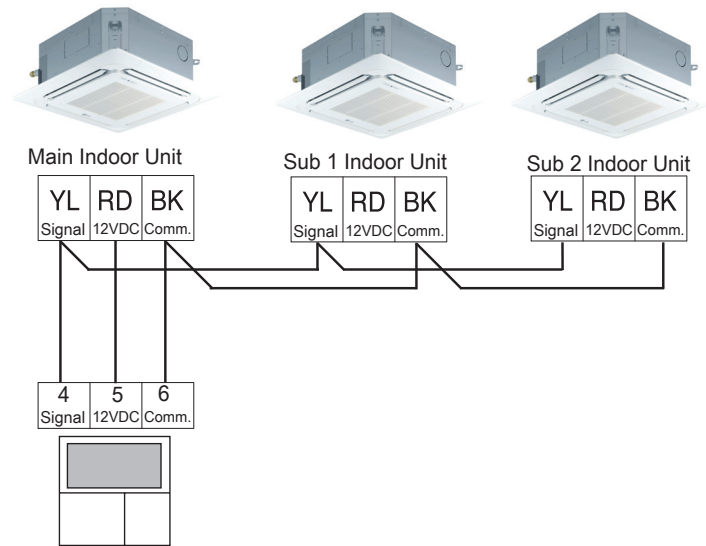 Main Indoor Unit
Sub 1 Indoor Unit
Sub 2 Indoor Unit
YL RD BK
Signal 12VDC Comm.
YL RD BK
Signal 12VDC Comm.
YL RD BK
Signal 12VDC Comm.
4 5 6
Signal 12VDC Comm.